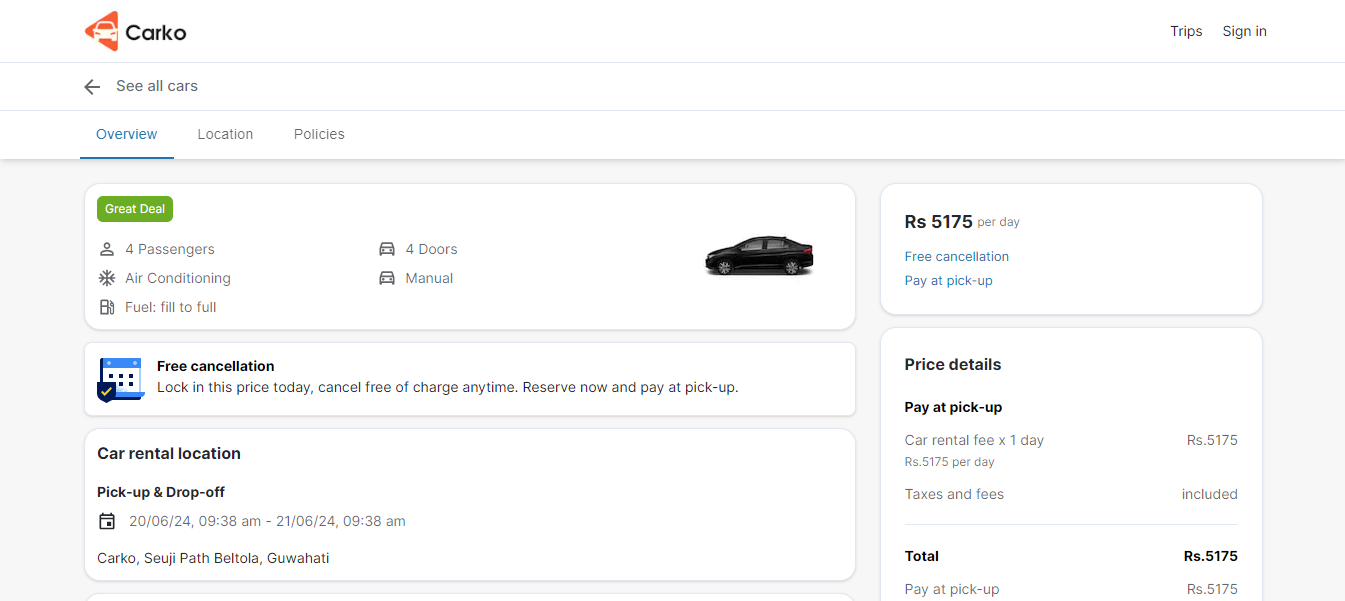 Carko
Trips
Sign in
See all cars
Overview
Location
Policies
Great Deal
4 Passengers
4 Doors
Air Conditioning
Manual
Fuel: fill to full
Free cancellation
Lock in this price today, cancel free of charge anytime. Reserve now and pay at pick-up.
Car rental location
Pick-up & Drop-off
20/06/24, 09:38 am - 21/06/24, 09:38 am
Carko, Seuji Path Beltola, Guwahati
Rs 5175 per day
Free cancellation
Pay at pick-up
Price details
Pay at pick-up
Car rental fee x 1 day Rs.5175
Rs.5175 per day
Taxes and fees included
Total Rs.5175
Pay at pick-up Rs.5175